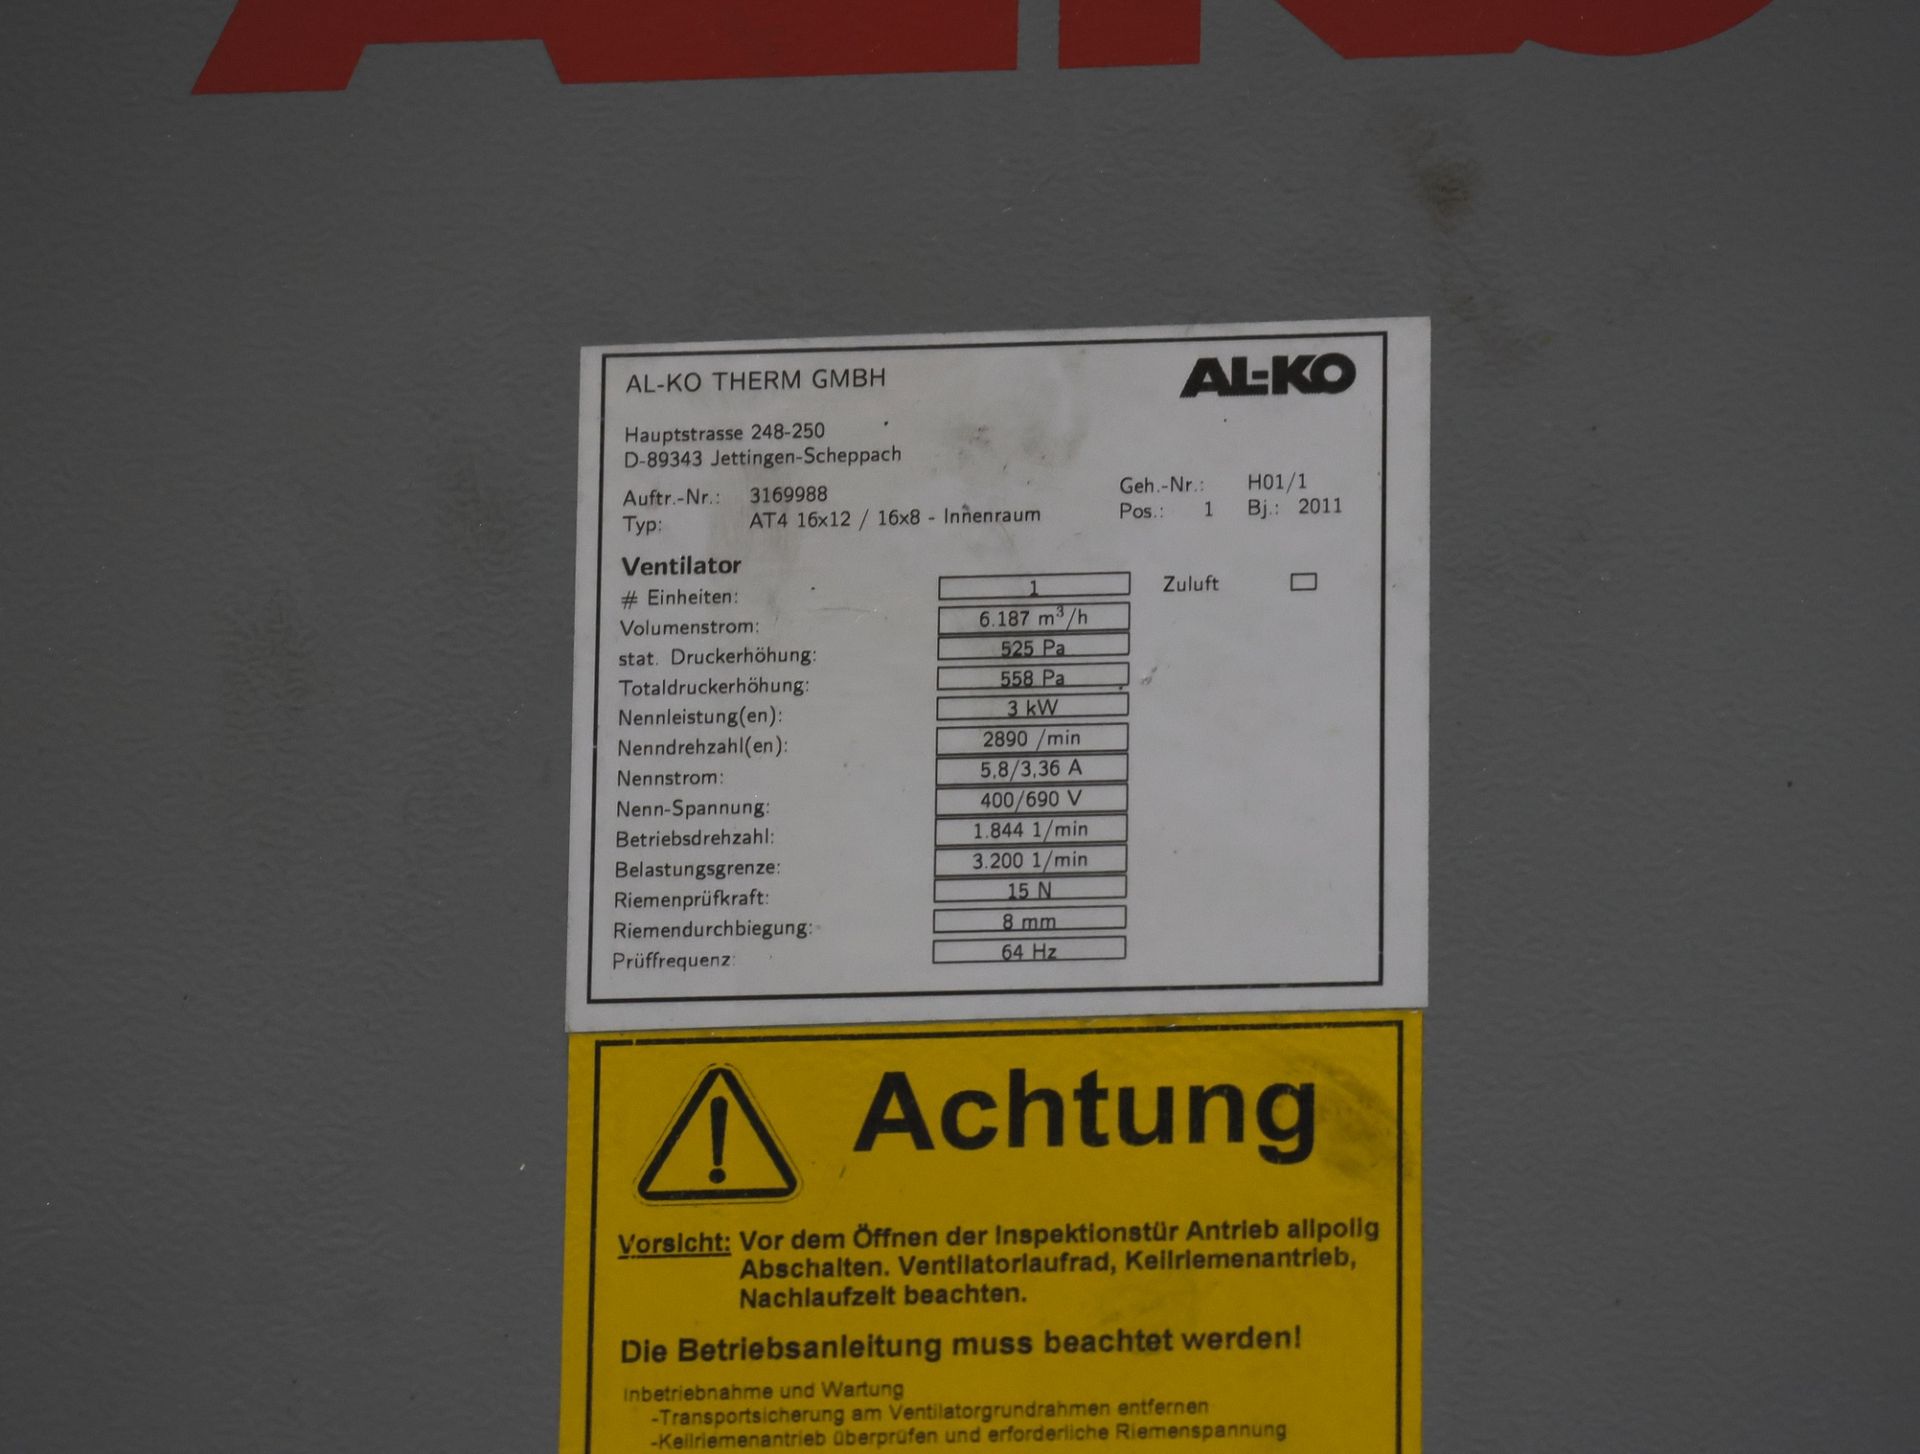 AL-KO
AL-KO THERM GMBH
AL-KO
Hauptstrasse 248-250
D-89343 Jettingen-Scheppach
Auftr.-Nr.: 3169988 Geh.-Nr.: H01/1
Typ: AT4 16x12 / 16x8 - Innenraum Pos.: 1 Bj.: 2011
Ventilator
# Einheiten: 1 Zuluft
Volumenstrom: 6.187 m³/h
stat. Druckerhöhung: 525 Pa
Totaldruckerhöhung: 558 Pa
Nennleistung(en): 3 kW
Nenndrehzahl(en): 2890 /min
Nennstrom: 5,8/3,36 A
Nenn-Spannung: 400/690 V
Betriebsdrehzahl: 1.844 1/min
Belastungsgrenze: 3.200 1/min
Riemenprüfkraft: 15 N
Riemendurchbiegung: 8 mm
Prüffrequenz: 64 Hz
Achtung
Vorsicht: Vor dem Öffnen der Inspektionstür Antrieb allpolig
Abschalten. Ventilatorlaufrad, Keilriemenantrieb,
Nachlaufzeit beachten.
Die Betriebsanleitung muss beachtet werden!
Inbetriebnahme und Wartung
-Transportsicherung am Ventilatorgrundrahmen entfernen
-Keilriemenantrieb überprüfen und erforderliche Riemenspannung